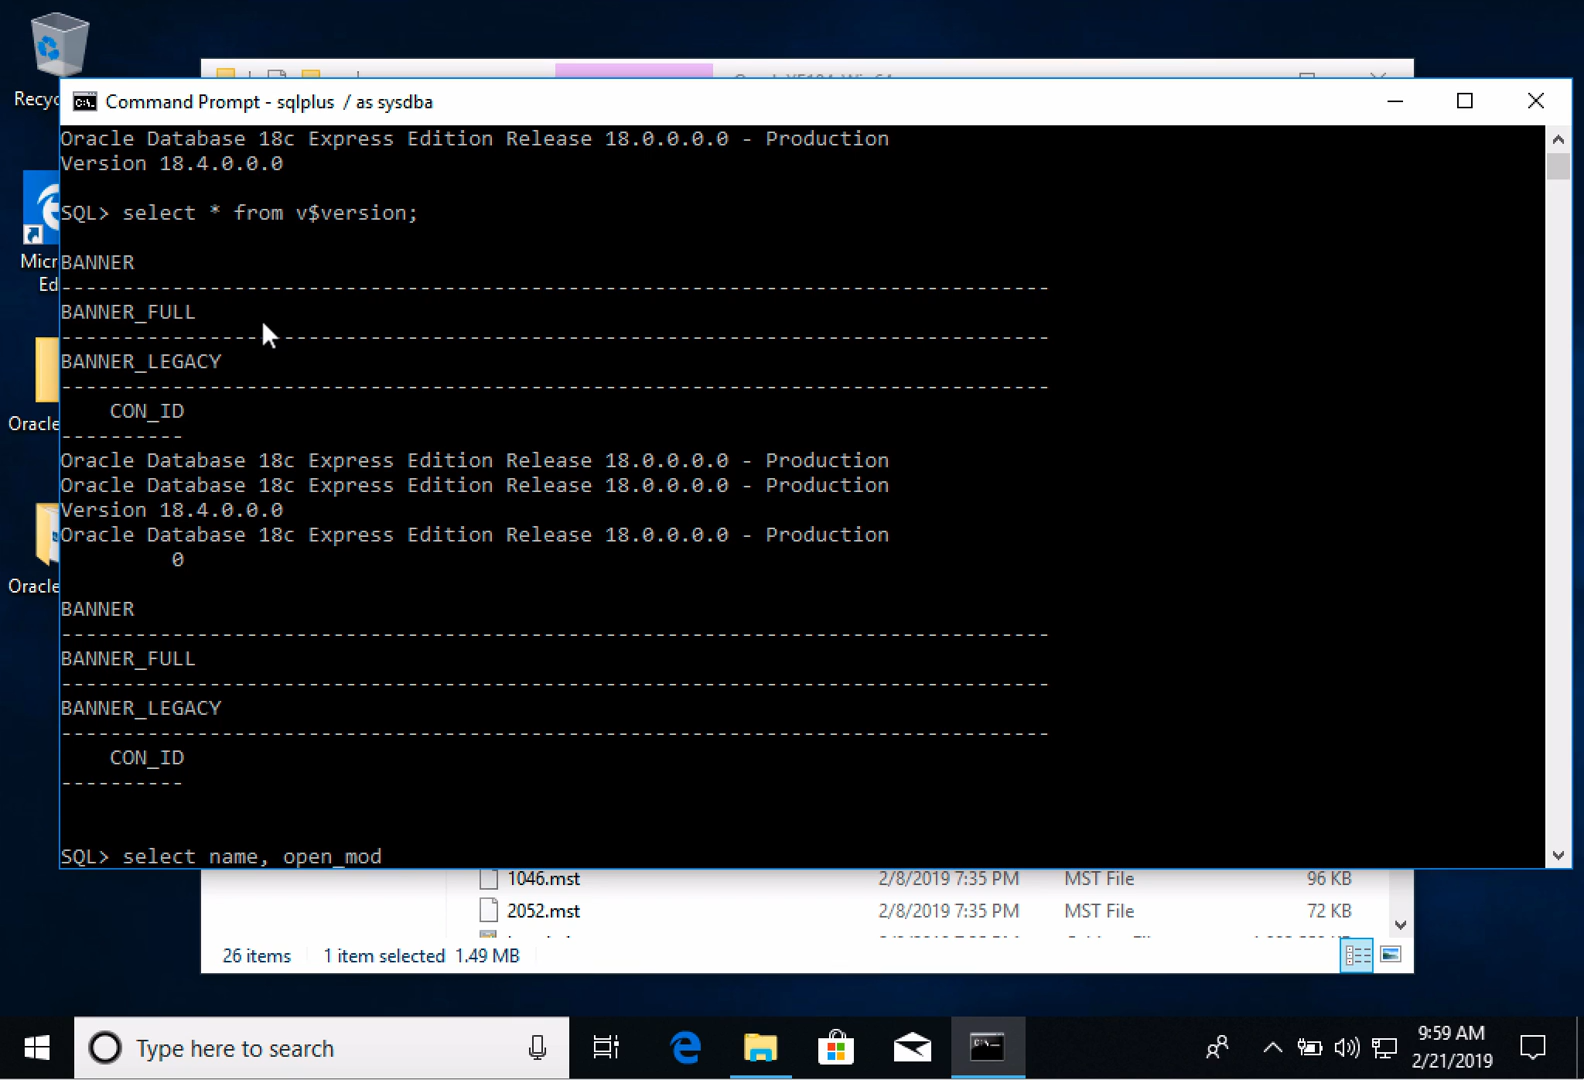 Recyc
Command Prompt - sqlplus / as sysdba
Oracle Database 18c Express Edition Release 18.0.0.0.0 - Production
Version 18.4.0.0.0
SQL> select * from v$version;
Micr
Ed
BANNER
--------------------------------------------------------------------------------
BANNER_FULL
--------------------------------------------------------------------------------
BANNER_LEGACY
--------------------------------------------------------------------------------
CON_ID
----------
Oracle
Oracle Database 18c Express Edition Release 18.0.0.0.0 - Production
Oracle Database 18c Express Edition Release 18.0.0.0.0 - Production
Version 18.4.0.0.0
Oracle Database 18c Express Edition Release 18.0.0.0.0 - Production
0
Oracle
BANNER
--------------------------------------------------------------------------------
BANNER_FULL
--------------------------------------------------------------------------------
BANNER_LEGACY
--------------------------------------------------------------------------------
CON_ID
----------
SQL> select name, open_mod
1046.mst 2/8/2019 7:35 PM MST File 96 KB
2052.mst 2/8/2019 7:35 PM MST File 72 KB
26 items 1 item selected 1.49 MB
Type here to search
9:59 AM
2/21/2019